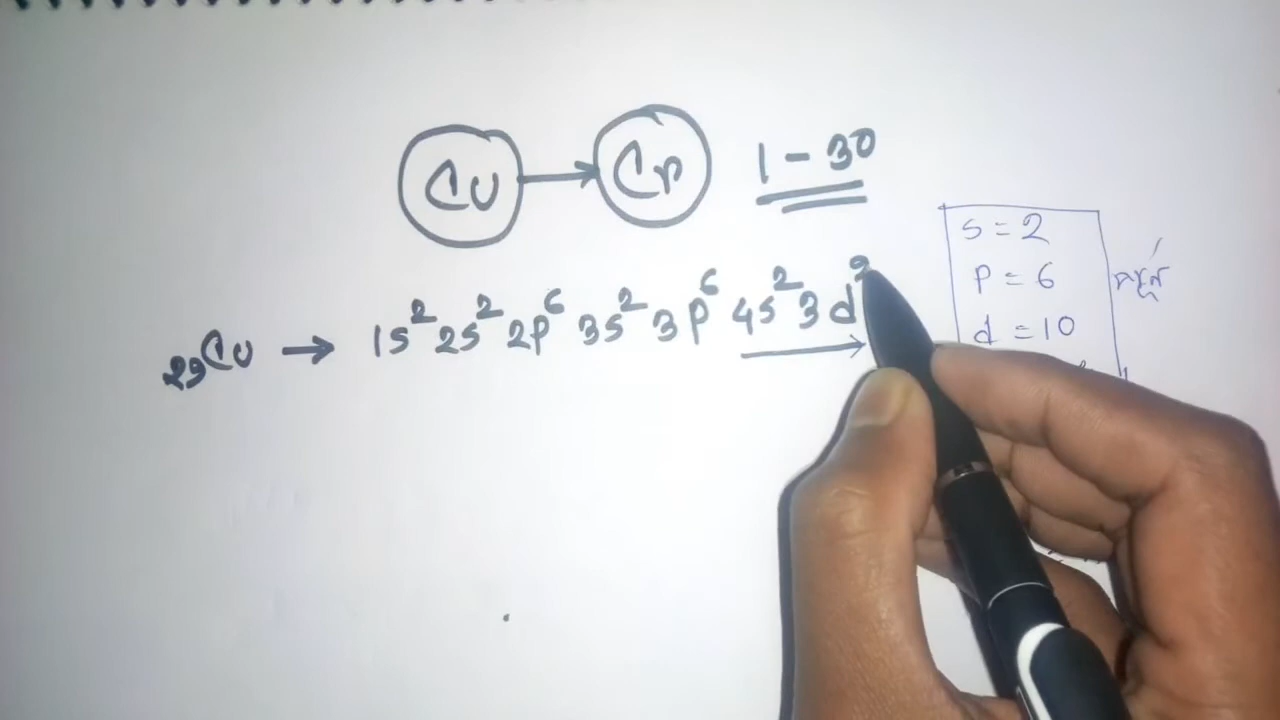 Cu → Cr 1 - 30
s = 2
p = 6
d = 10
₂₉Cu → 1s² 2s² 2p⁶ 3s² 3p⁶ 4s² 3d⁹